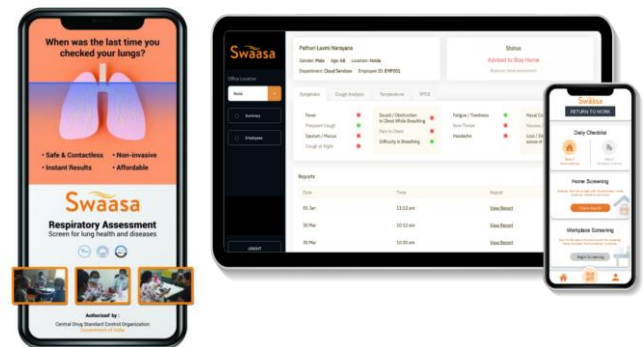 When was the last time you
checked your lungs?
• Safe & Contactless
• Non-invasive
• Instant Results
• Affordable
Swaasa
Respiratory Assessment
Screen for lung health and diseases
Authorised by :
Central Drug Standard Control Organization
Government of India
Swaasa
Office Location
Noida
Summary
Employees
Pathuri Laxmi Narayana
Gender: Male Age: 68 Location: Noida
Department: Cloud Services Employee ID: EMP001
Status
Advised to Stay Home
Symptoms
Cough Analysis
Temperature
SPO2
Fever
Frequent Cough
Sputum / Mucus
Cough at Night
Sound / Obstruction
in Chest While Breathing
Pain in Chest
Difficulty in Breathing
Fatigue / Tiredness
Sore Throat
Headache
Reports
Date
Time
Report
01 Jan
11:12 am
View Report
30 Mar
10:52 am
View Report
30 Mar
10:30 am
View Report
Swaasa
RETURN TO WORK
Daily Checklist
Home Screening
Workplace Screening